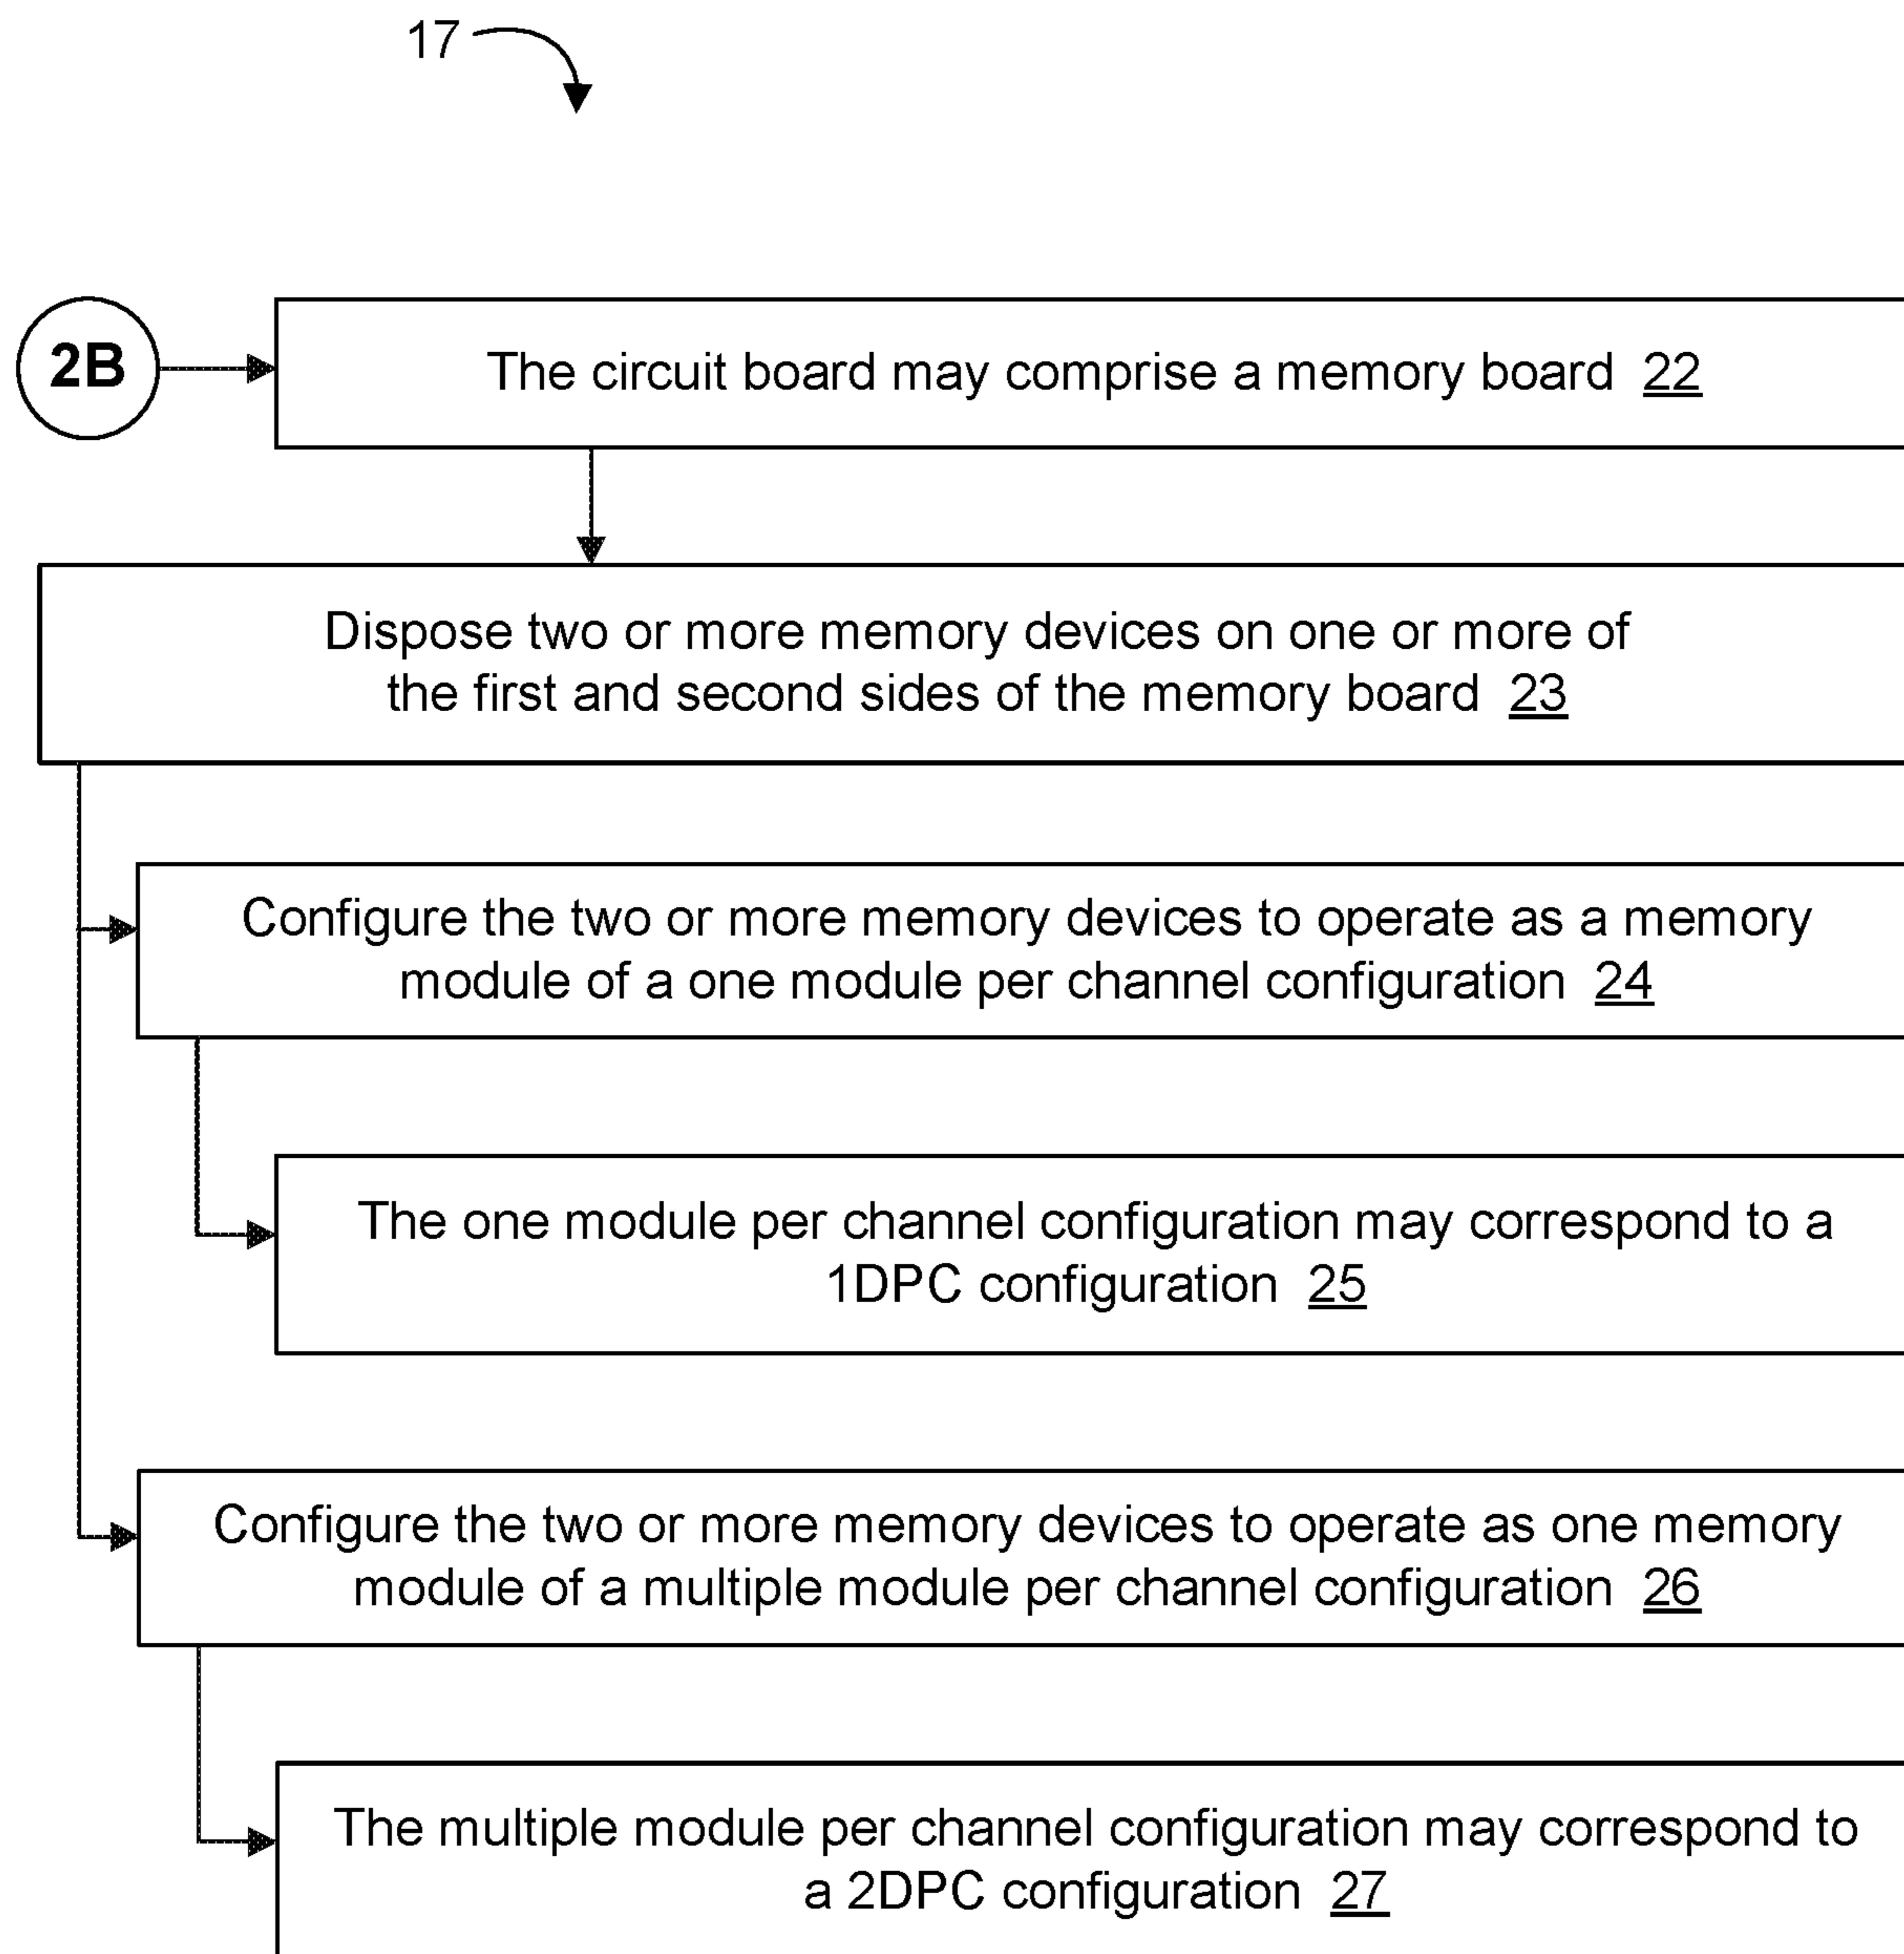 17
2B
The circuit board may comprise a memory board 22
Dispose two or more memory devices on one or more of
the first and second sides of the memory board 23
Configure the two or more memory devices to operate as a memory
module of a one module per channel configuration 24
The one module per channel configuration may correspond to a
1DPC configuration 25
Configure the two or more memory devices to operate as one memory
module of a multiple module per channel configuration 26
The multiple module per channel configuration may correspond to
a 2DPC configuration 27